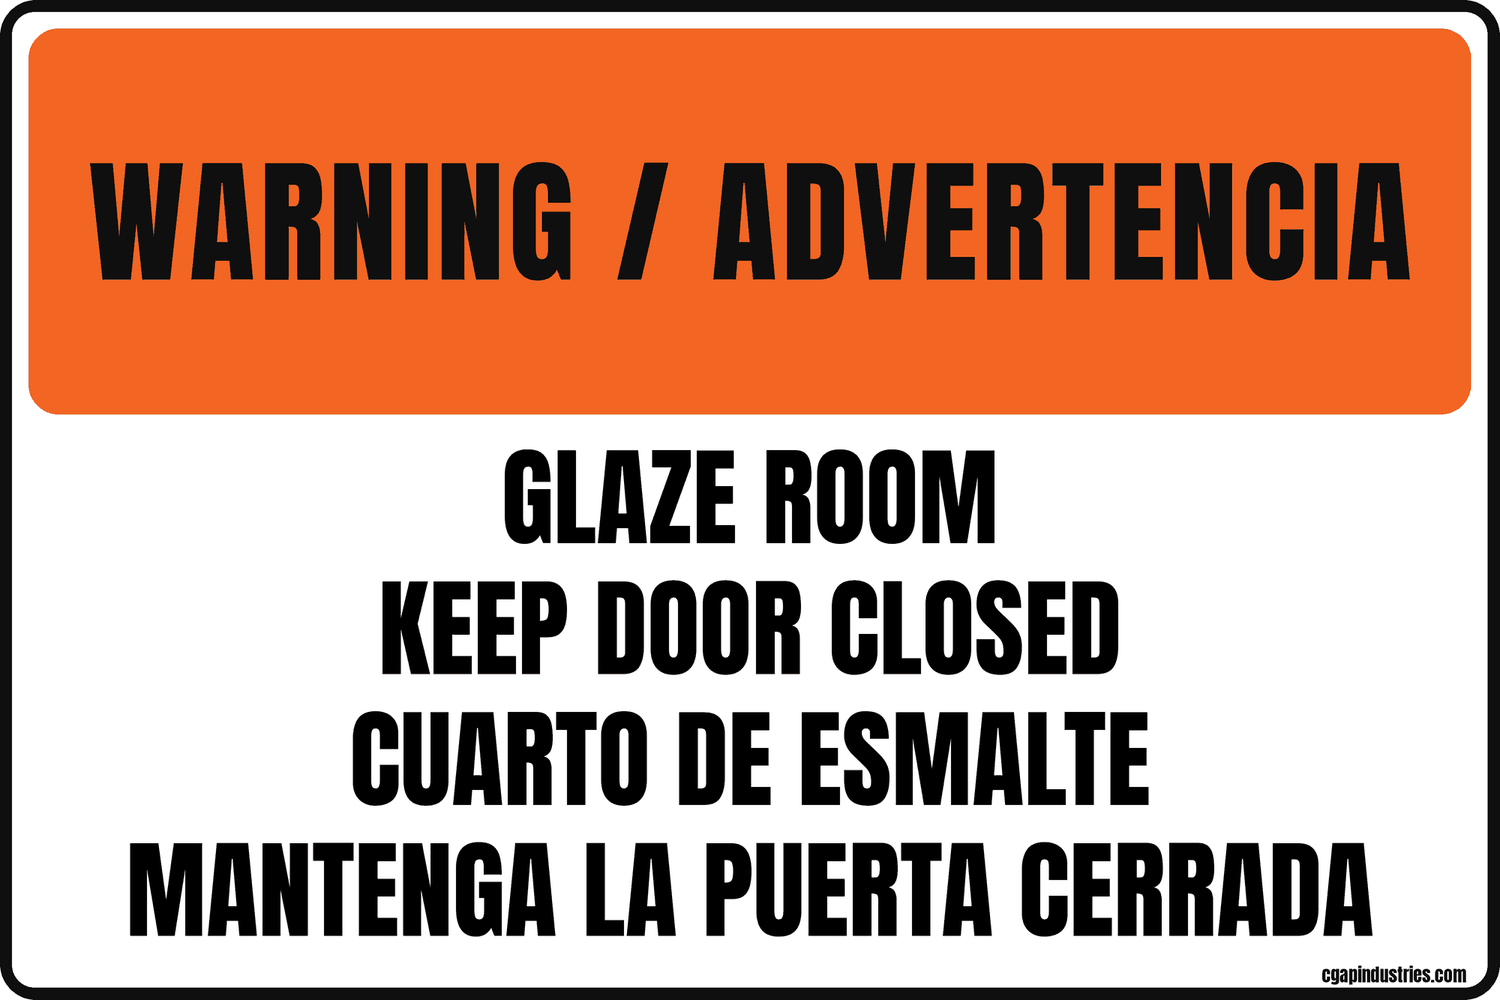 WARNING / ADVERTENCIA
GLAZE ROOM
KEEP DOOR CLOSED
CUARTO DE ESMALTE
MANTENGA LA PUERTA CERRADA
cgapindustries.com